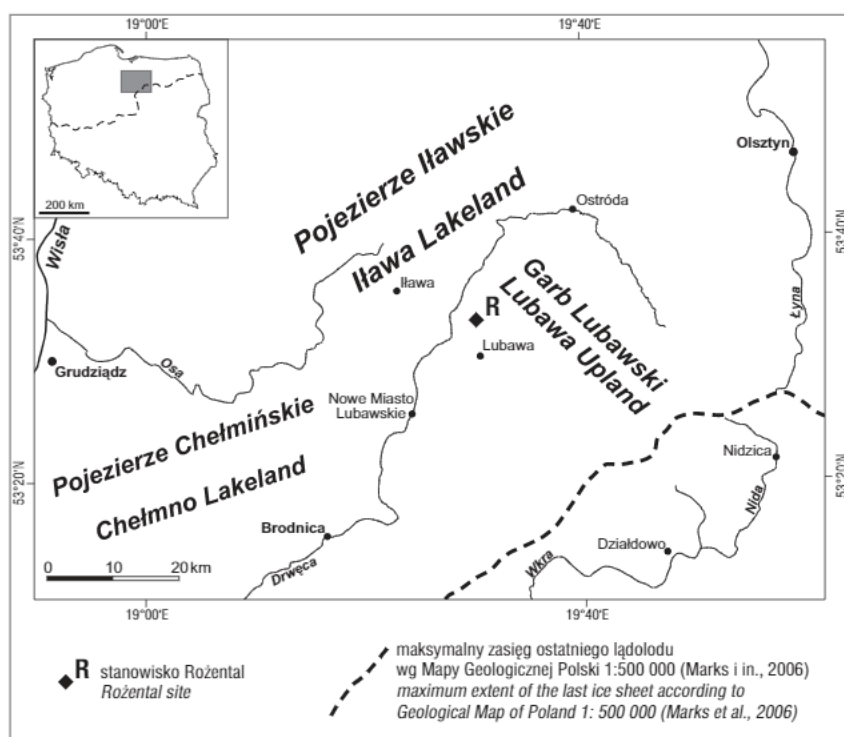 19°00'E
19°40'E
200 km
Pojezierze Iławskie
Iława Lakeland
Olsztyn
Ostróda
53°40'N
53°40'N
Wisła
Garb Lubawski
Lubawa Upland
Iława
Łyna
R
Lubawa
Grudziądz
Osa
Nowe Miasto
Lubawskie
Pojezierze Chełmińskie
Chełmno Lakeland
Nidzica
53°20'N
53°20'N
Nida
Brodnica
Działdowo
Drwęca
Wkra
0 10 20 km
19°00'E
19°40'E
R stanowisko Rożental
Rożental site
maksymalny zasięg ostatniego lądolodu
wg Mapy Geologicznej Polski 1:500 000 (Marks i in., 2006)
maximum extent of the last ice sheet according to
Geological Map of Poland 1: 500 000 (Marks et al., 2006)